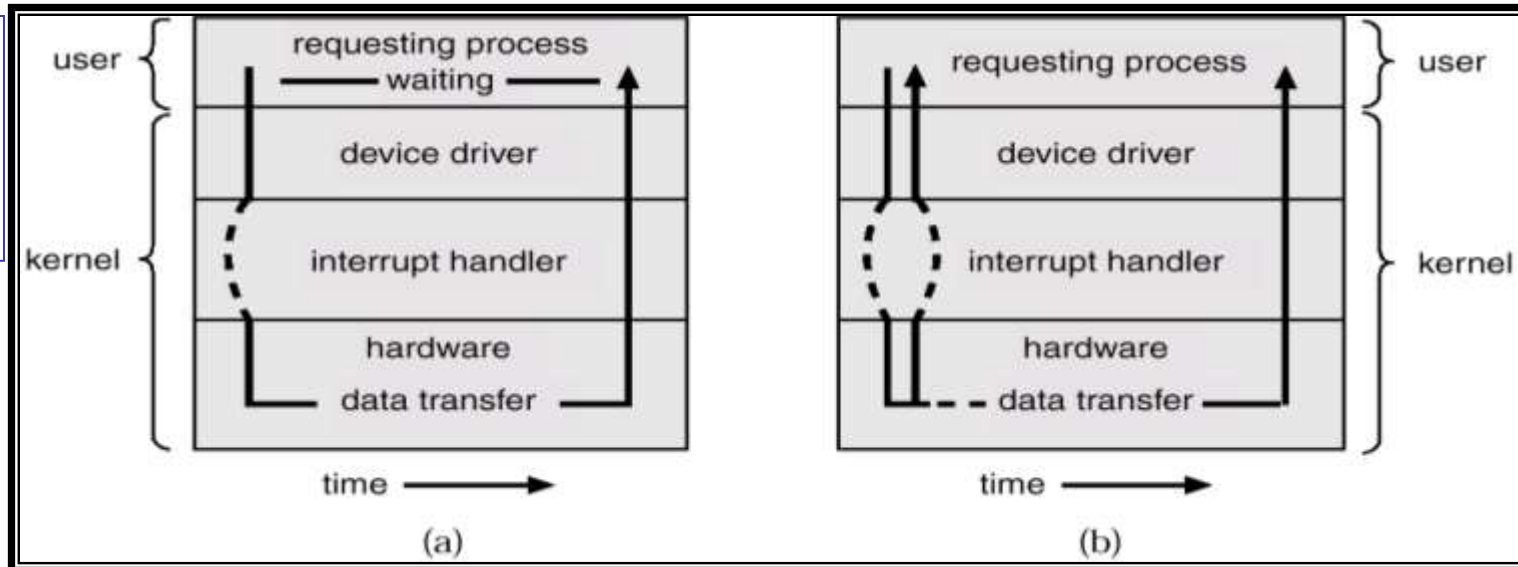 user
requesting process
waiting
device driver
kernel
interrupt handler
hardware
data transfer
time
(a)
requesting process
user
device driver
interrupt handler
kernel
hardware
data transfer
time
(b)